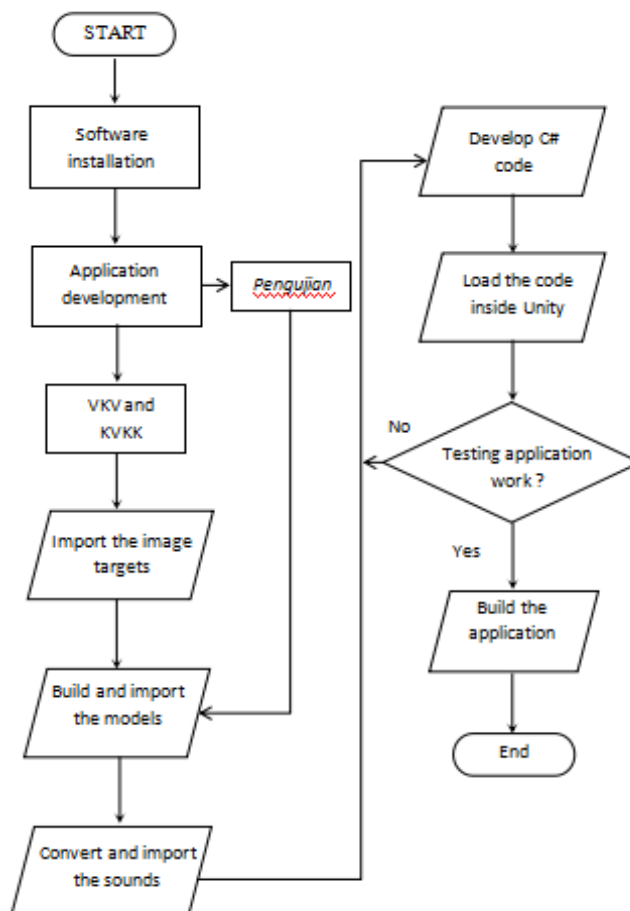 START
Software
installation
Application
development
Pengujian
VKV and
KVKK
Import the image
targets
Build and import
the models
Convert and import
the sounds
Develop C#
code
Load the code
inside Unity
No
Testing application
work ?
Yes
Build the
application
End